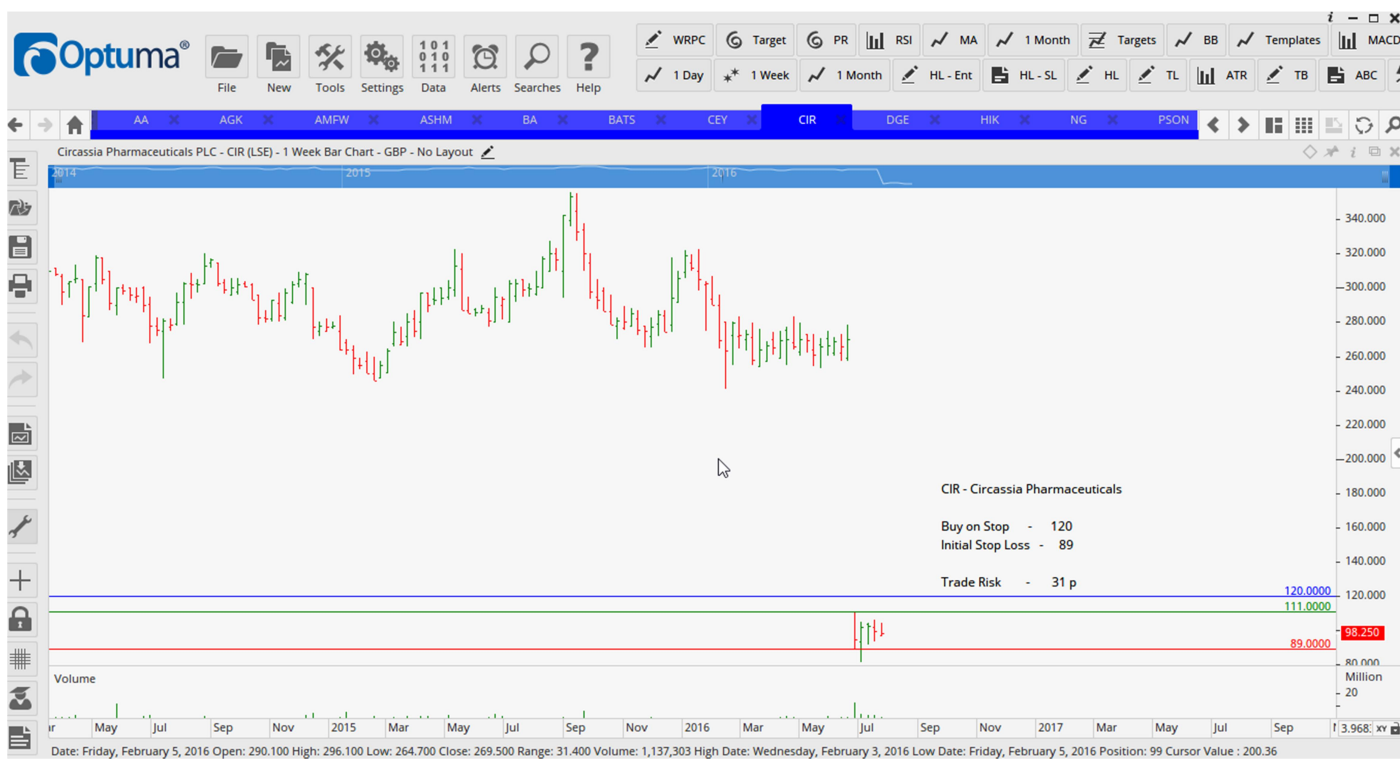 Optuma®
File New Tools Settings Data Alerts Searches Help
WRPC Target PR RSI MA 1 Month Targets BB Templates MACD
1 Day 1 Week 1 Month HL - Ent HL - SL HL TL ATR TB ABC
AA AGK AMFW ASHM BA BATS CEY CIR DGE HIK NG PSON
Circassia Pharmaceuticals PLC - CIR (LSE) - 1 Week Bar Chart - GBP - No Layout
2014 2015 2016
340.000
320.000
300.000
280.000
260.000
240.000
220.000
200.000
CIR - Circassia Pharmaceuticals
180.000
Buy on Stop - 120
160.000
Initial Stop Loss - 89
140.000
Trade Risk - 31 p
120.0000 120.000
111.0000
98.250
89.0000
80.000
Volume Million
20
May Jul Sep Nov 2015 Mar May Jul Sep Nov 2016 Mar May Jul Sep Nov 2017 Mar May Jul Sep 3.968 XY
Date: Friday, February 5, 2016 Open: 290.100 High: 296.100 Low: 264.700 Close: 269.500 Range: 31.400 Volume: 1,137,303 High Date: Wednesday, February 3, 2016 Low Date: Friday, February 5, 2016 Position: 99 Cursor Value : 200.36